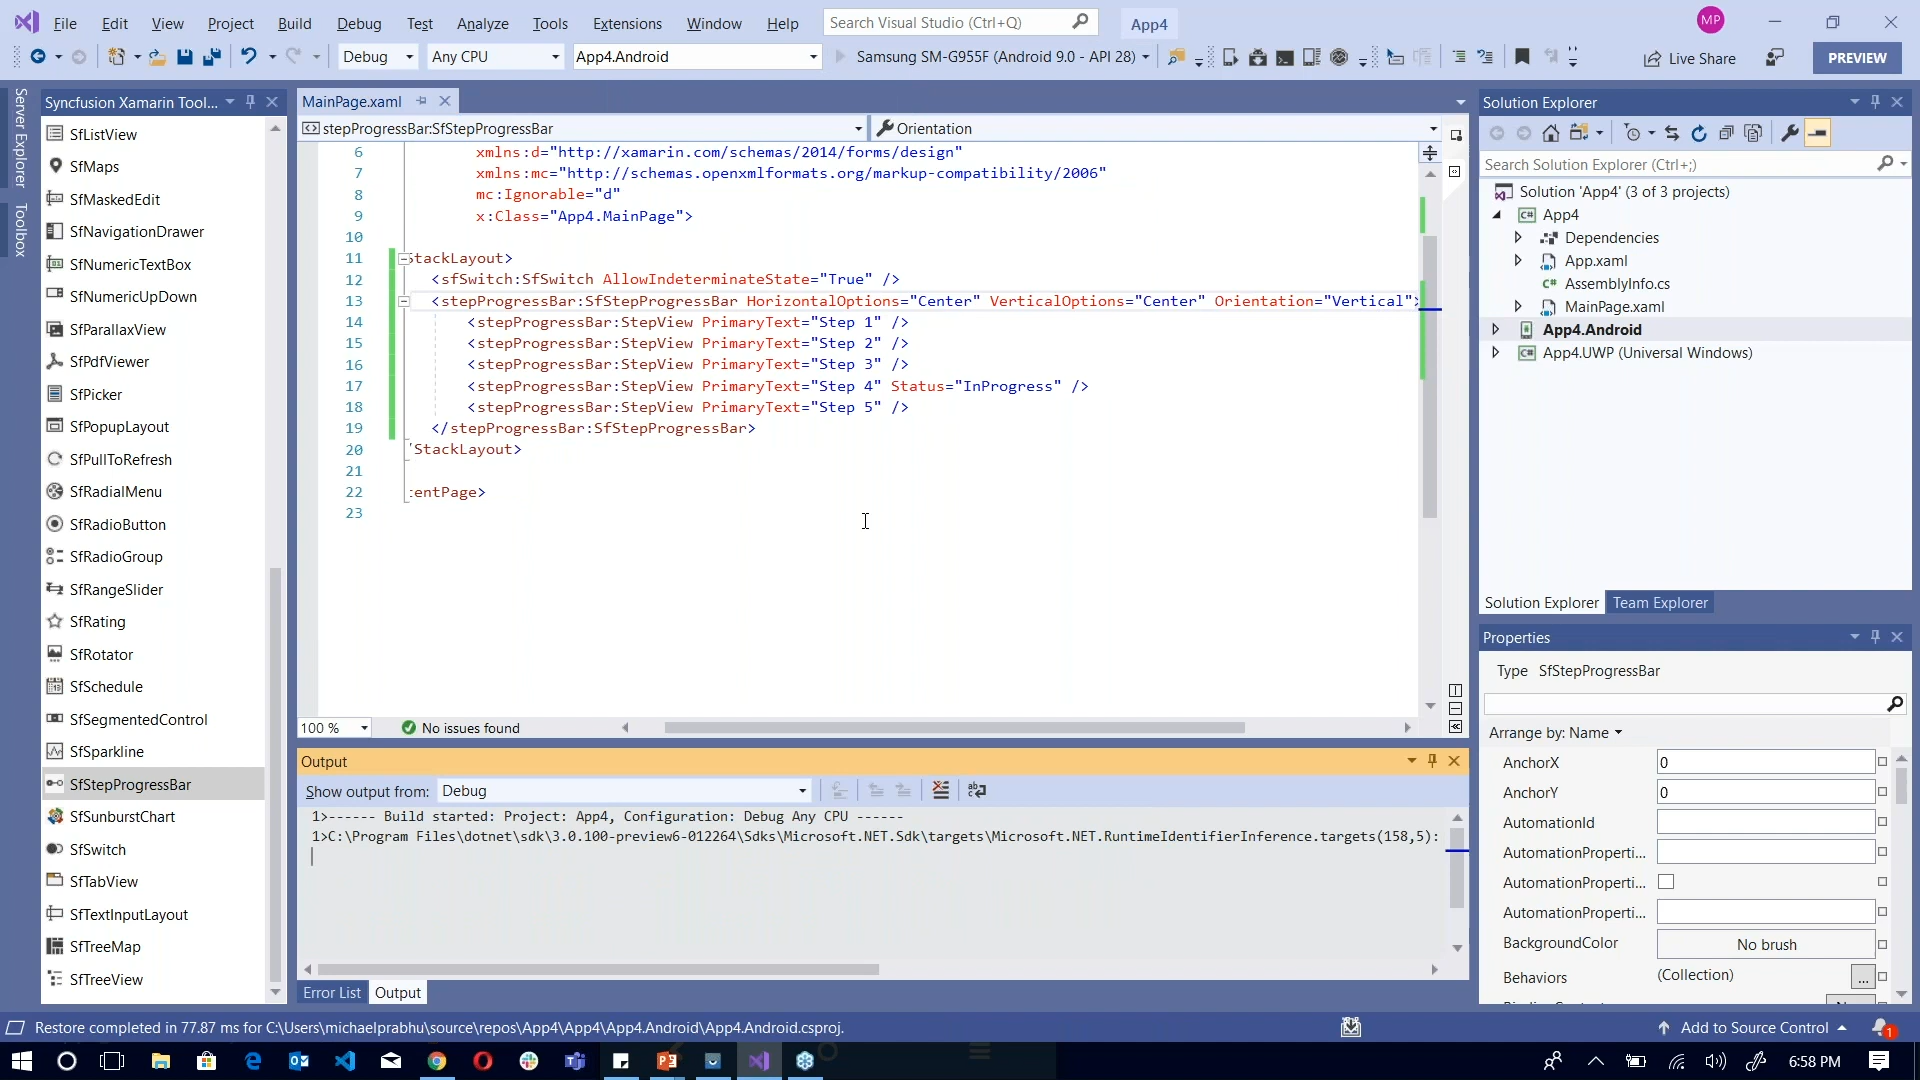 File Edit View Project Build Debug Test Analyze Tools Extensions Window Help Search Visual Studio (Ctrl+Q) App4 MP
Debug Any CPU App4.Android Samsung SM-G955F (Android 9.0 - API 28) Live Share PREVIEW
Server Explorer
Toolbox
Syncfusion Xamarin Tool...
SfListView
SfMaps
SfMaskedEdit
SfNavigationDrawer
SfNumericTextBox
SfNumericUpDown
SfParallaxView
SfPdfViewer
SfPicker
SfPopupLayout
SfPullToRefresh
SfRadialMenu
SfRadioButton
SfRadioGroup
SfRangeSlider
SfRating
SfRotator
SfSchedule
SfSegmentedControl
SfSparkline
SfStepProgressBar
SfSunburstChart
SfSwitch
SfTabView
SfTextInputLayout
SfTreeMap
SfTreeView
MainPage.xaml
stepProgressBar:SfStepProgressBar Orientation
6 xmlns:d="http://xamarin.com/schemas/2014/forms/design"
7 xmlns:mc="http://schemas.openxmlformats.org/markup-compatibility/2006"
8 mc:Ignorable="d"
9 x:Class="App4.MainPage">
10
11 StackLayout>
12 <sfSwitch:SfSwitch AllowIndeterminateState="True" />
13 <stepProgressBar:SfStepProgressBar HorizontalOptions="Center" VerticalOptions="Center" Orientation="Vertical">
14 <stepProgressBar:StepView PrimaryText="Step 1" />
15 <stepProgressBar:StepView PrimaryText="Step 2" />
16 <stepProgressBar:StepView PrimaryText="Step 3" />
17 <stepProgressBar:StepView PrimaryText="Step 4" Status="InProgress" />
18 <stepProgressBar:StepView PrimaryText="Step 5" />
19 </stepProgressBar:SfStepProgressBar>
20 StackLayout>
21
22 entPage>
23
100 % No issues found
Output
Show output from: Debug
1>------ Build started: Project: App4, Configuration: Debug Any CPU ------
1>C:\Program Files\dotnet\sdk\3.0.100-preview6-012264\Sdks\Microsoft.NET.Sdk\targets\Microsoft.NET.RuntimeIdentifierInference.targets(158,5):
Error List Output
Solution Explorer
Search Solution Explorer (Ctrl+;)
Solution 'App4' (3 of 3 projects)
App4
Dependencies
App.xaml
AssemblyInfo.cs
MainPage.xaml
App4.Android
App4.UWP (Universal Windows)
Solution Explorer Team Explorer
Properties
Type SfStepProgressBar
Arrange by: Name
AnchorX 0
AnchorY 0
AutomationId
AutomationProperti...
AutomationProperti...
AutomationProperti...
BackgroundColor No brush
Behaviors (Collection) ...
Restore completed in 77.87 ms for C:\Users\michaelprabhu\source\repos\App4\App4\App4.Android\App4.Android.csproj.
Add to Source Control 1
6:58 PM